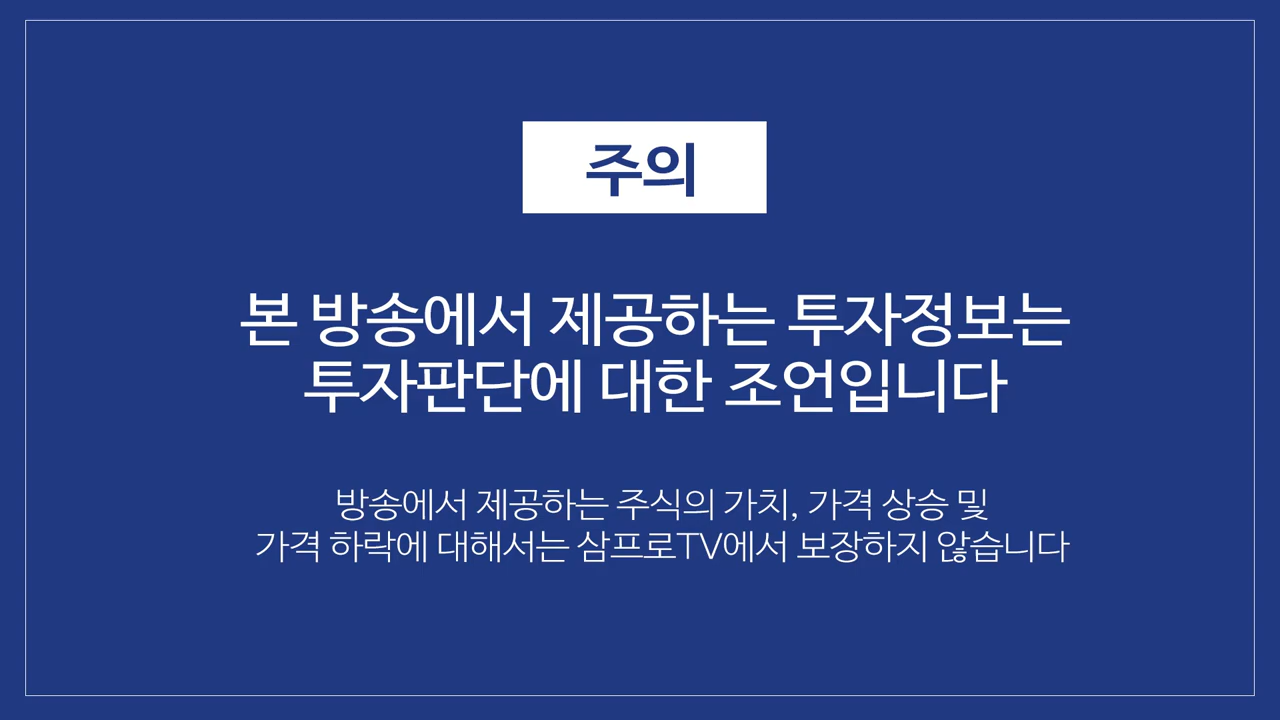 주의
본 방송에서 제공하는 투자정보는
투자판단에 대한 조언입니다
방송에서 제공하는 주식의 가치, 가격 상승 및
가격 하락에 대해서는 삼프로TV에서 보장하지 않습니다